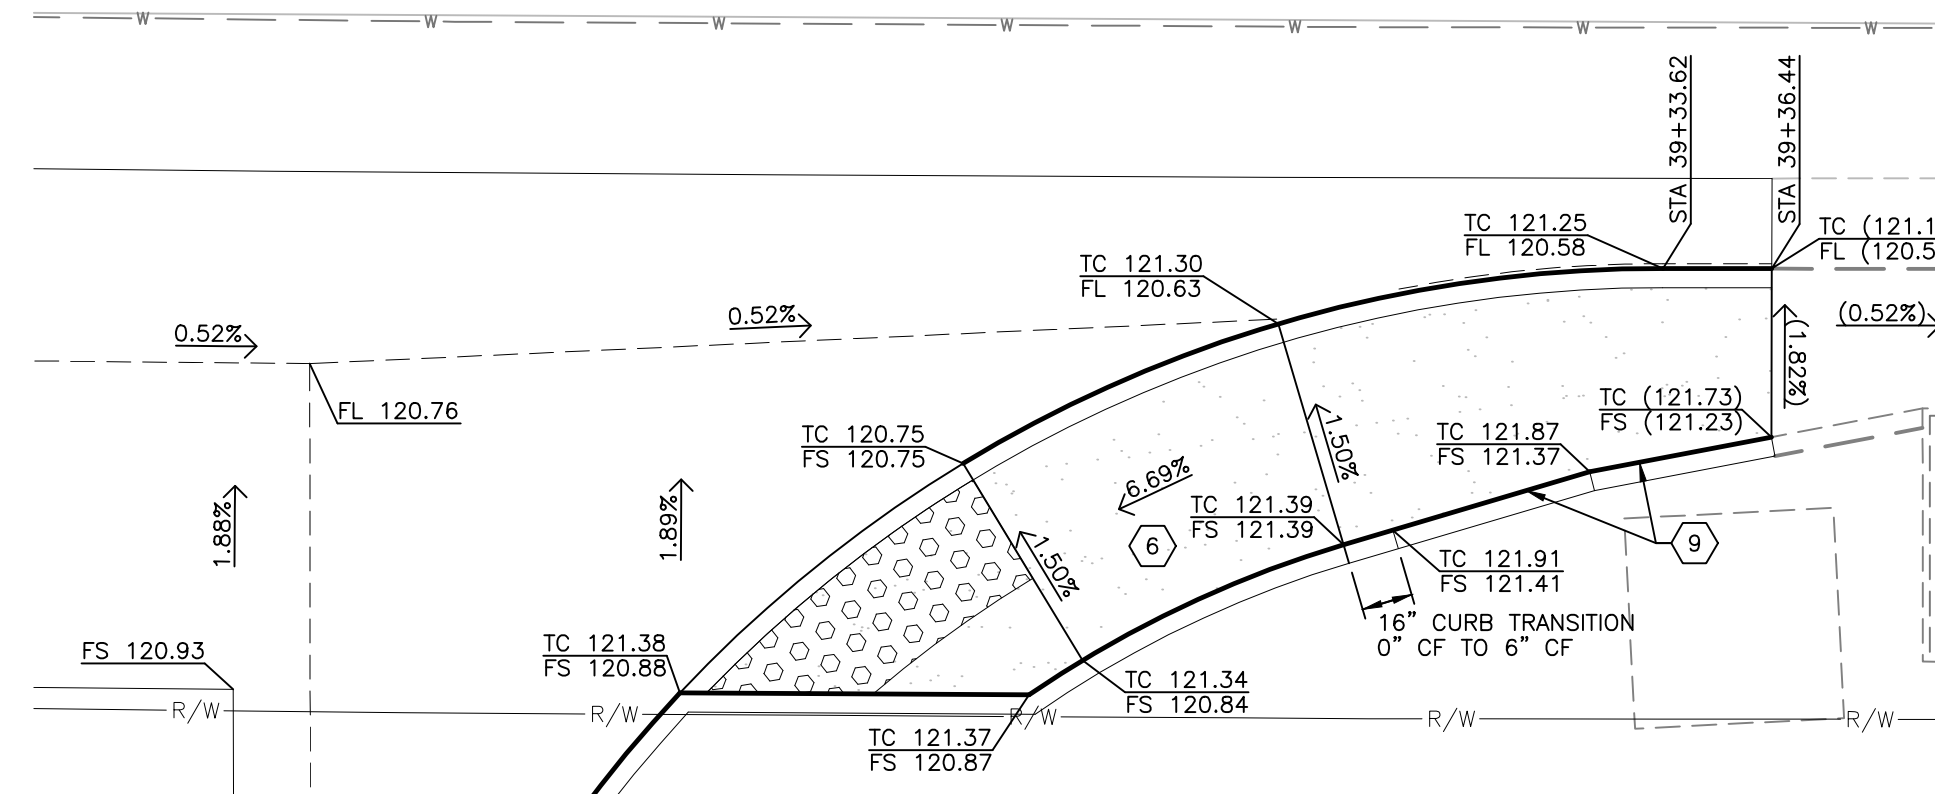 W W W W W W W
STA 39+33.62
STA 39+36.44
TC 121.25
FL 120.58
TC (121.1
FL (120.5
TC 121.30
FL 120.63
0.52%
0.52%
(0.52%)
(1.82%)
FL 120.76
TC (121.73)
FS (121.23)
TC 120.75
FS 120.75
TC 121.87
FS 121.37
1.50%
6.69%
1.88%
1.89%
TC 121.39
FS 121.39
6
9
1.50%
TC 121.91
FS 121.41
16" CURB TRANSITION
0" CF TO 6" CF
FS 120.93
TC 121.38
FS 120.88
TC 121.34
FS 120.84
R/W R/W R/W R/W R/W
TC 121.37
FS 120.87